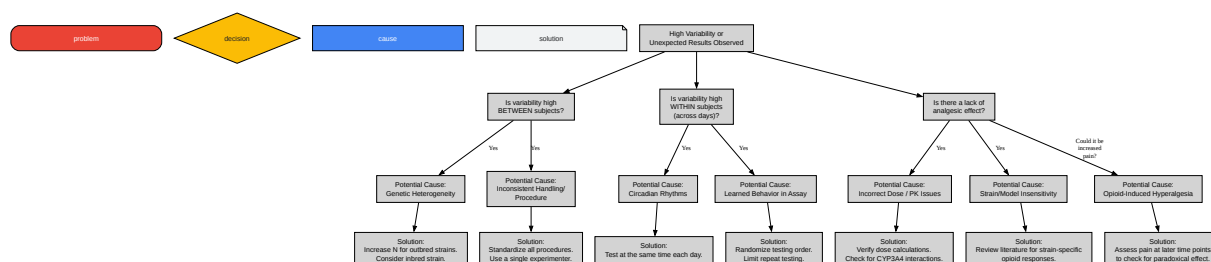 problem
decision
cause
solution
High Variability or
Unexpected Results Observed
Is variability high
BETWEEN subjects?
Is variability high
WITHIN subjects
(across days)?
Is there a lack of
analgesic effect?
Yes
Yes
Yes
Yes
Yes
Yes
Could it be
increased
pain?
Potential Cause:
Genetic Heterogeneity
Potential Cause:
Inconsistent Handling/
Procedure
Potential Cause:
Circadian Rhythms
Potential Cause:
Learned Behavior in Assay
Potential Cause:
Incorrect Dose / PK Issues
Potential Cause:
Strain/Model Insensitivity
Potential Cause:
Opioid-Induced Hyperalgesia
Solution:
Increase N for outbred strains.
Consider inbred strain.
Solution:
Standardize all procedures.
Use a single experimenter.
Solution:
Test at the same time each day.
Solution:
Randomize testing order.
Limit repeat testing.
Solution:
Verify dose calculations.
Check for CYP3A4 interactions.
Solution:
Review literature for strain-specific
opioid responses.
Solution:
Assess pain at later time points
to check for paradoxical effect.